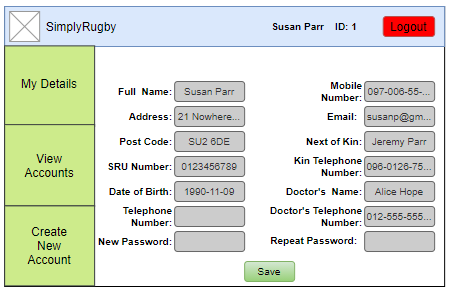 SimplyRugby
Susan Parr ID: 1
Logout
My Details
View
Accounts
Create
New
Account
Full Name: Susan Parr
Address: 21 Nowhere...
Post Code: SU2 6DE
SRU Number: 0123456789
Date of Birth: 1990-11-09
Telephone
Number:
New Password:
Mobile
Number: 097-006-55-...
Email: susanp@gm...
Next of Kin: Jeremy Parr
Kin Telephone
Number: 096-0126-75...
Doctor's Name: Alice Hope
Doctor's Telephone
Number: 012-555-555...
Repeat Password:
Save